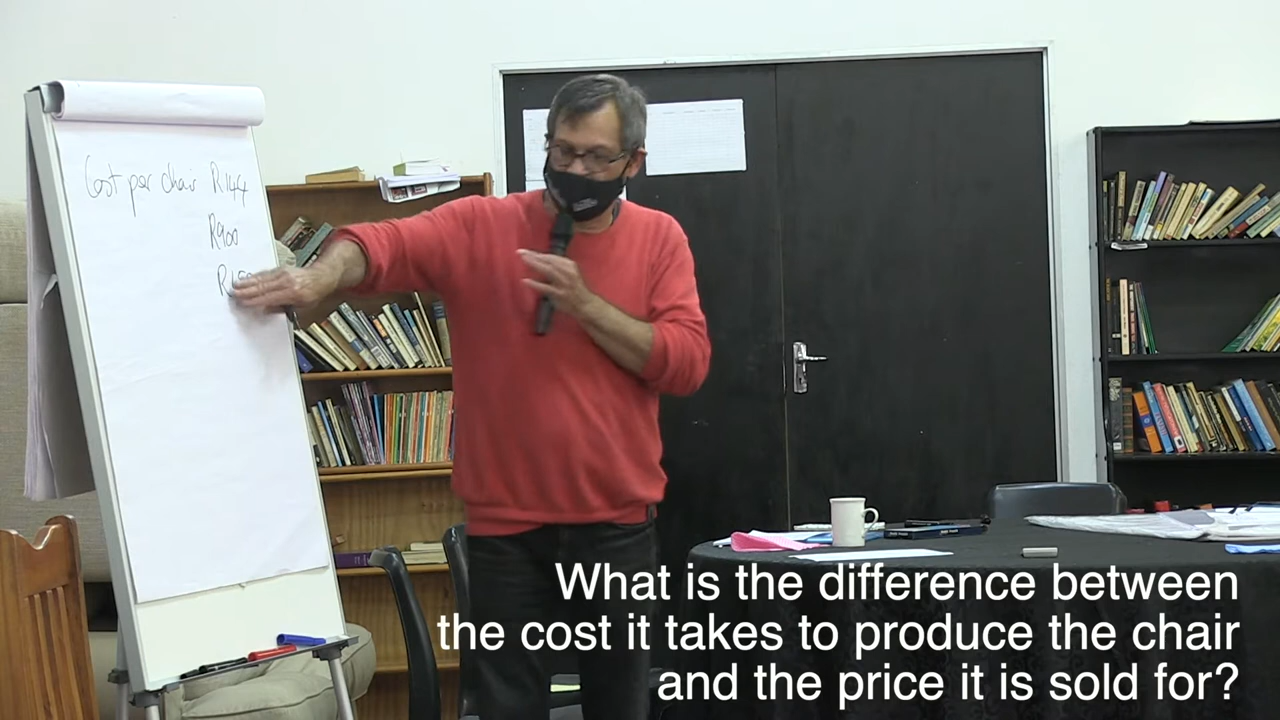 Cost per chair R144
R900
What is the difference between
the cost it takes to produce the chair
and the price it is sold for?